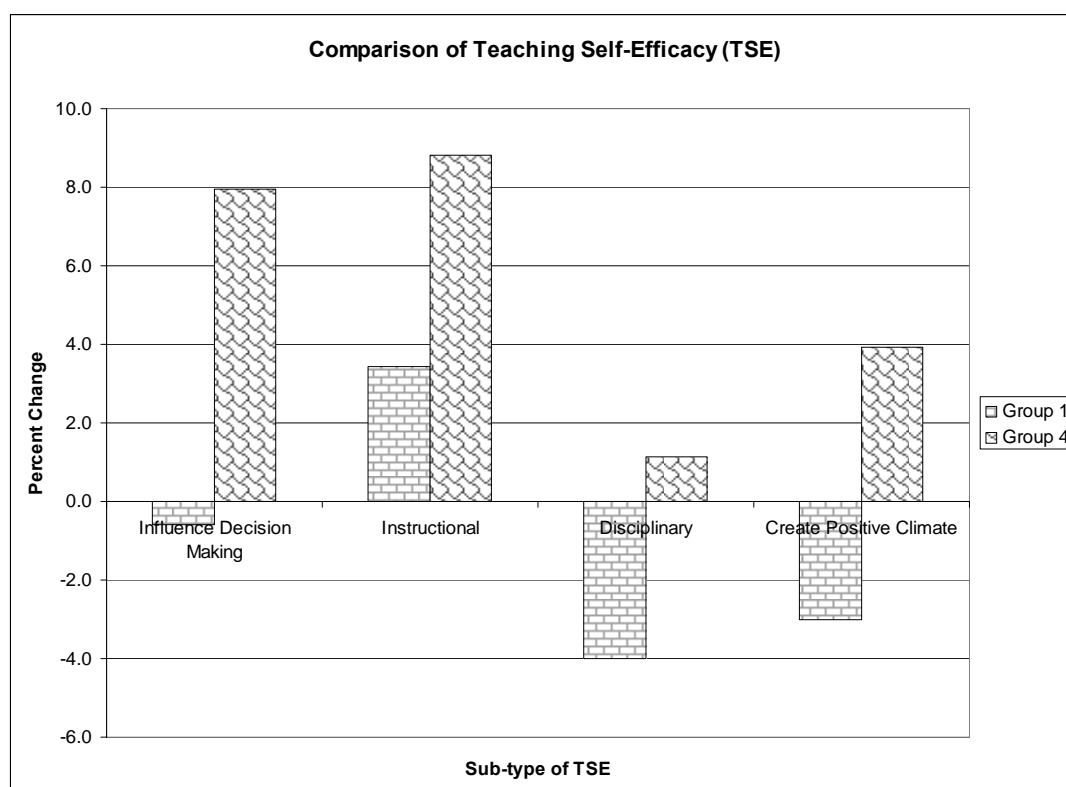 Comparison of Teaching Self-Efficacy (TSE)
10.0
8.0
6.0
4.0
2.0
0.0
-2.0
-4.0
-6.0
Percent Change
Influence Decision
Making
Instructional
Disciplinary
Create Positive Climate
Sub-type of TSE
Group 1
Group 4